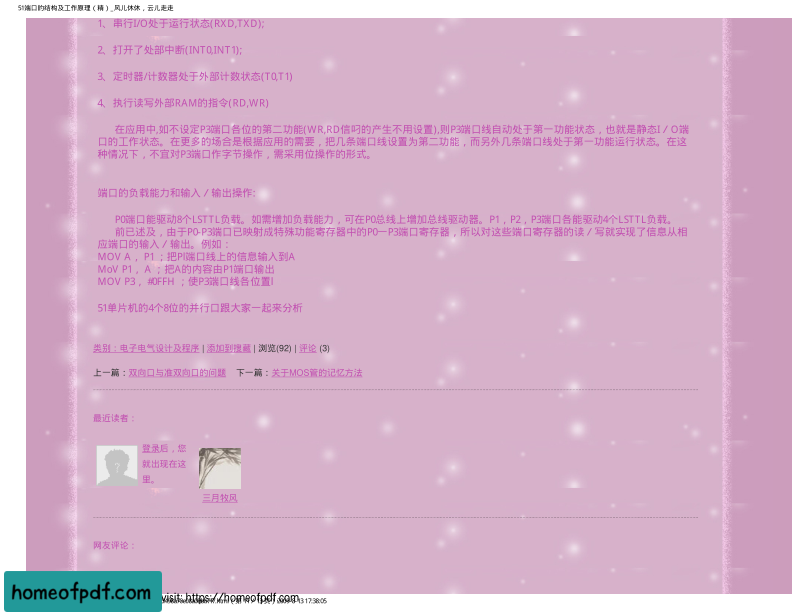 51端口的结构及工作原理（精）_风儿休休，云儿走走
1、串行I/O处于运行状态(RXD,TXD);
2、打开了处部中断(INT0,INT1);
3、定时器/计数器处于外部计数状态(T0,T1)
4、执行读写外部RAM的指令(RD,WR)
在应用中,如不设定P3端口各位的第二功能(WR,RD信叼的产生不用设置),则P3端口线自动处于第一功能状态，也就是静态I／O端
口的工作状态。在更多的场合是根据应用的需要，把几条端口线设置为第二功能，而另外几条端口线处于第一功能运行状态。在这
种情况下，不宜对P3端口作字节操作，需采用位操作的形式。
端口的负载能力和输入／输出操作:
P0端口能驱动8个LSTTL负载。如需增加负载能力，可在P0总线上增加总线驱动器。P1，P2，P3端口各能驱动4个LSTTL负载。
前已述及，由于P0-P3端口已映射成特殊功能寄存器中的P0一P3端口寄存器，所以对这些端口寄存器的读／写就实现了信息从相
应端口的输入／输出。例如：
MOV A， P1 ；把Pl端口线上的信息输入到A
MoV P1， A ；把A的内容由P1端口输出
MOV P3， #0FFH ；使P3端口线各位置l
51单片机的4个8位的并行口跟大家一起来分析
类别：电子电气设计及程序 | 添加到搜藏 | 浏览(92) | 评论 (3)
上一篇：双向口与准双向口的问题 下一篇：关于MOS管的记忆方法
最近读者：
登录后，您
就出现在这
里。
三月牧风
网友评论：
homeofpdf.com
visit: https://homeofpdf.com